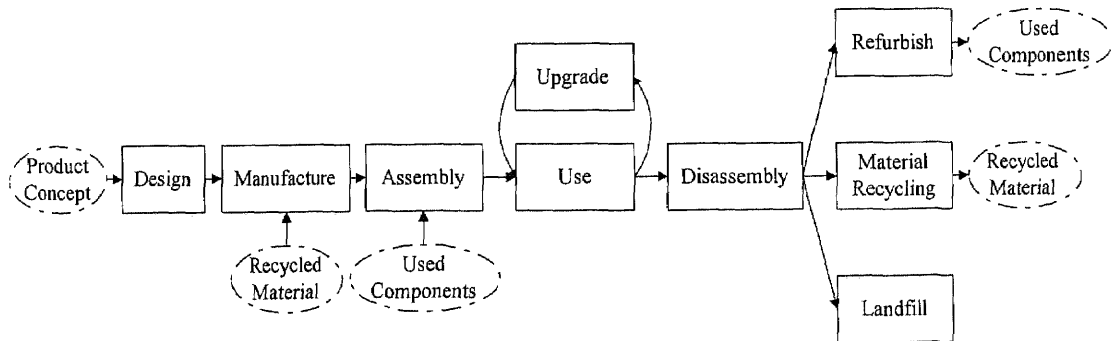 Refurbish
Used
Components
Upgrade
Product
Concept
Design
Manufacture
Assembly
Use
Disassembly
Material
Recycling
Recycled
Material
Recycled
Material
Used
Components
Landfill